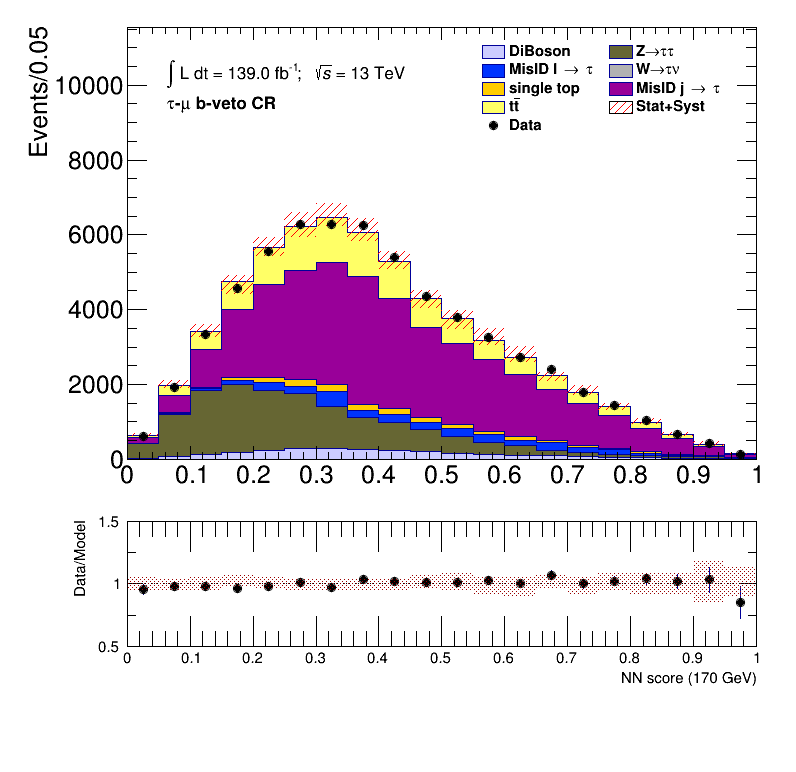 Events/0.05
10000
8000
6000
4000
2000
0
∫ L dt = 139.0 fb⁻¹; √s = 13 TeV
τ-μ b-veto CR
DiBoson
MisID l → τ
single top
tt̄
Data
Z→ττ
W→τν
MisID j → τ
Stat+Syst
0 0.1 0.2 0.3 0.4 0.5 0.6 0.7 0.8 0.9 1
Data/Model
1.5
1
0.5
0 0.1 0.2 0.3 0.4 0.5 0.6 0.7 0.8 0.9 1
NN score (170 GeV)